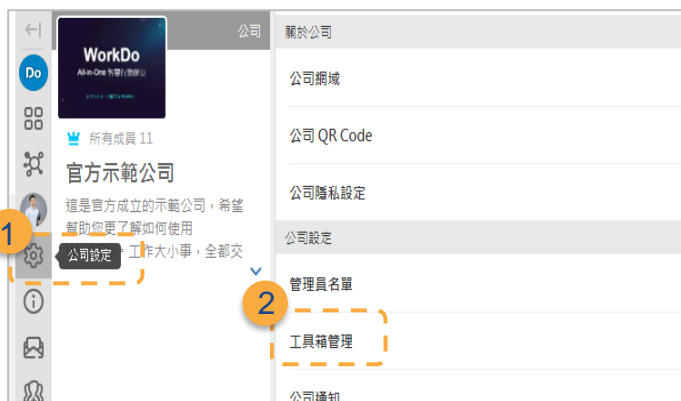 公司
WorkDo
All-in-One 智慧行動辦公
Do
所有成員 11
官方示範公司
這是官方成立的示範公司，希望
幫助您更了解如何使用
工作大小事，全都交
1
公司設定
關於公司
公司網域
公司 QR Code
公司隱私設定
公司設定
管理員名單
2
工具箱管理
公司通知